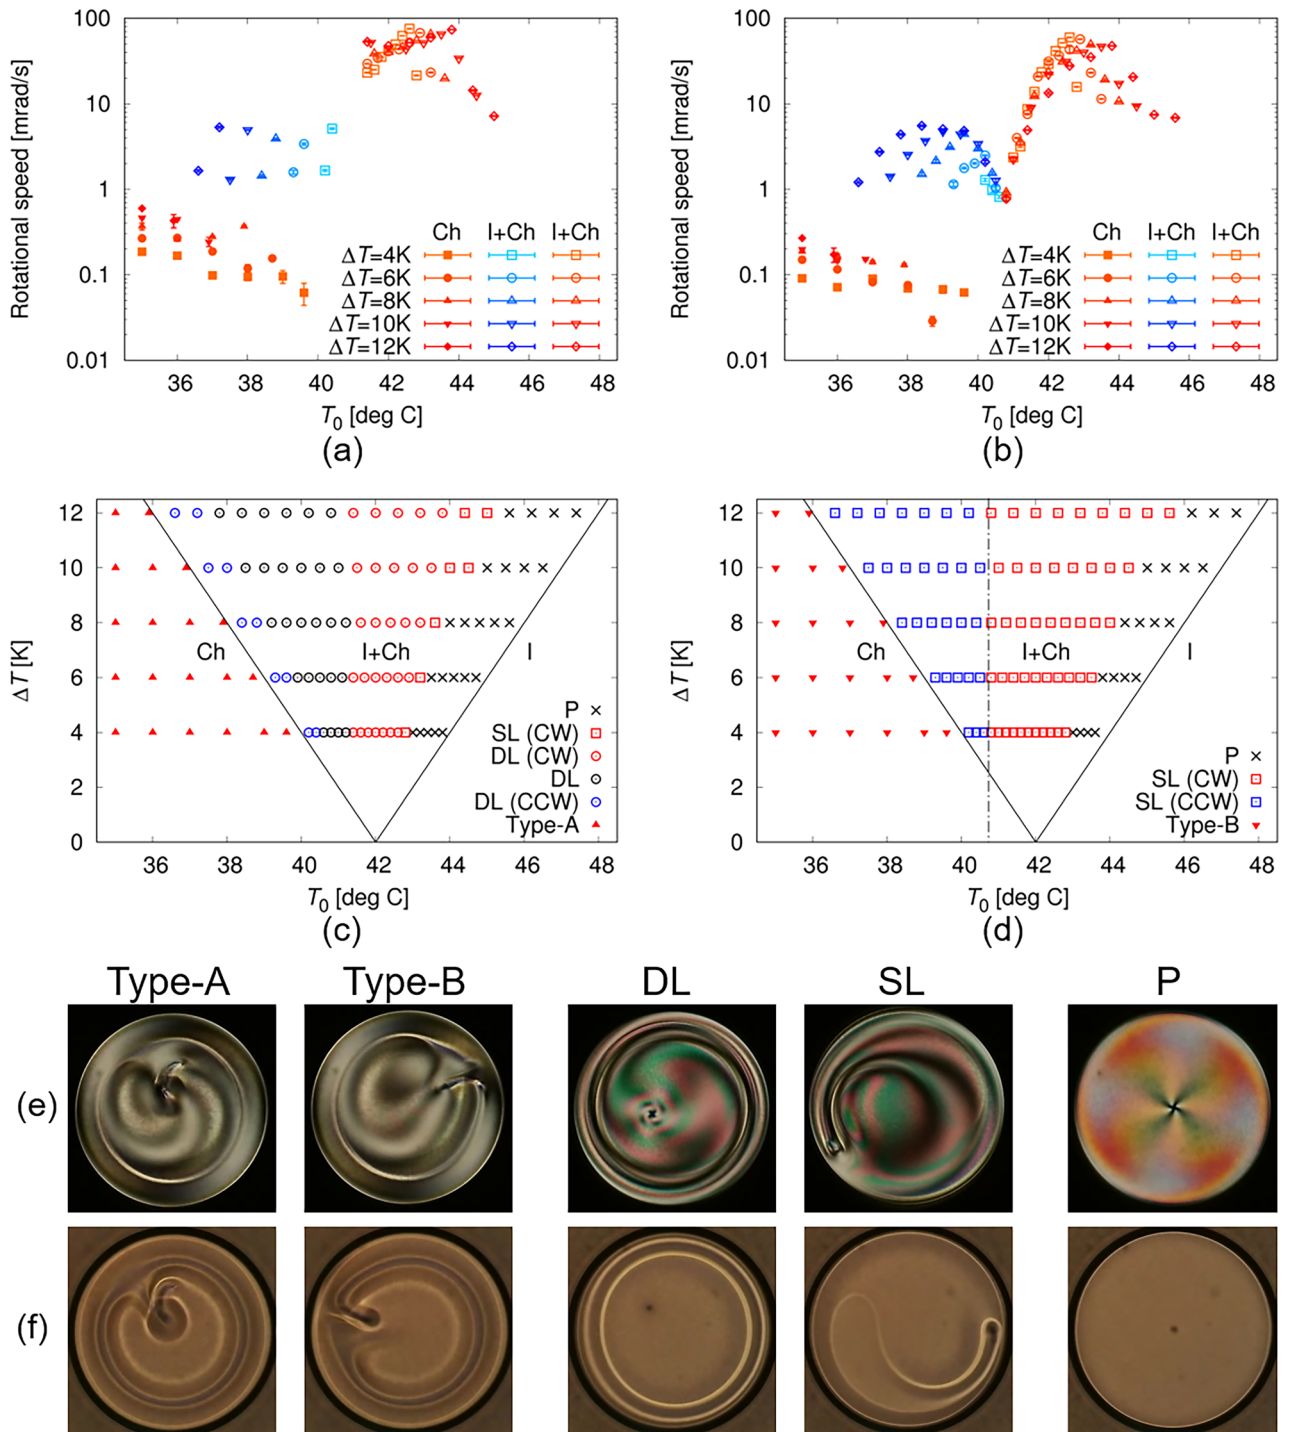 100
10
1
0.1
0.01
Rotational speed [mrad/s]
Ch I+Ch I+Ch
ΔT=4K
ΔT=6K
ΔT=8K
ΔT=10K
ΔT=12K
36 38 40 42 44 46 48
T0 [deg C]
(a)
100
10
1
0.1
0.01
Rotational speed [mrad/s]
Ch I+Ch I+Ch
ΔT=4K
ΔT=6K
ΔT=8K
ΔT=10K
ΔT=12K
36 38 40 42 44 46 48
T0 [deg C]
(b)
12
10
8
6
4
2
0
ΔT [K]
Ch I+Ch I
P
SL (CW)
DL (CW)
DL
DL (CCW)
Type-A
36 38 40 42 44 46 48
T0 [deg C]
(c)
12
10
8
6
4
2
0
ΔT [K]
Ch I+Ch I
P
SL (CW)
SL (CCW)
Type-B
36 38 40 42 44 46 48
T0 [deg C]
(d)
Type-A Type-B DL SL P
(e)
(f)